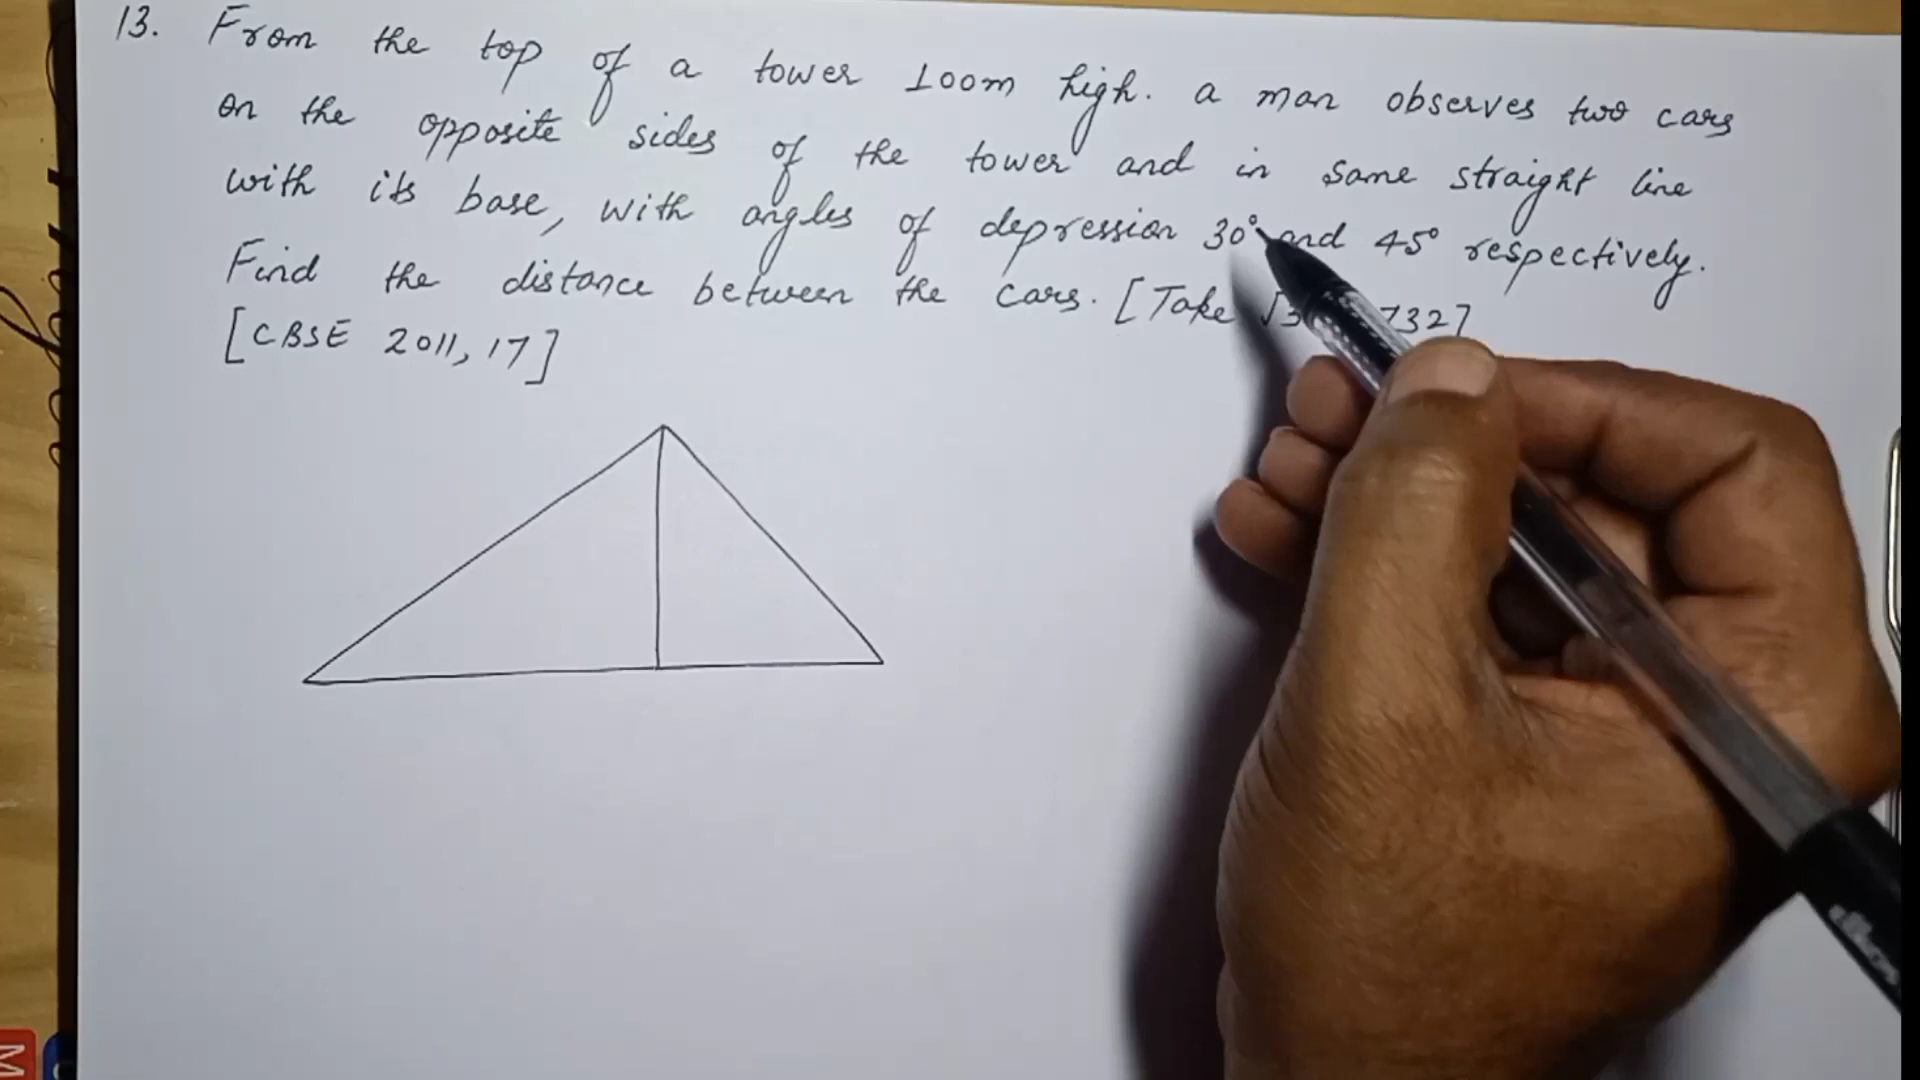 13. From the top of a tower 100m high. a man observes two cars
on the opposite sides of the tower and in same straight line
with its base, with angles of depression 30° and 45° respectively.
Find the distance between the cars. [Take √3 732]
[CBSE 2011, 17]
M